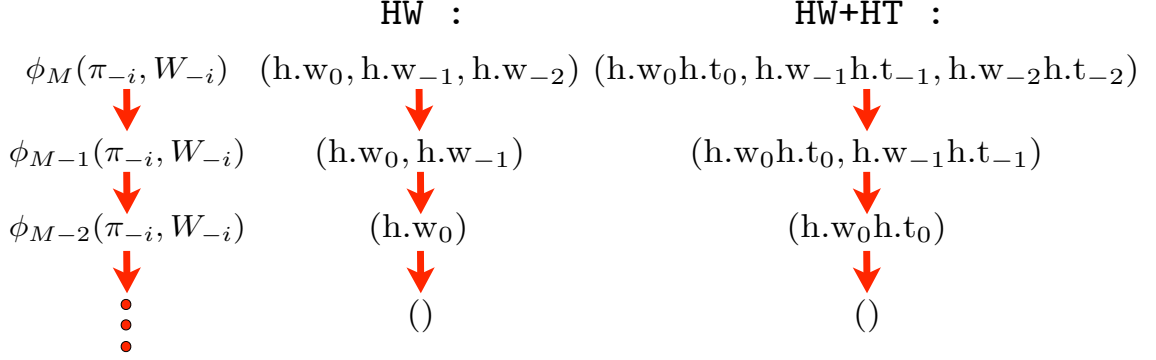 HW : HW+HT :
ϕ_M(π_{−i}, W_{−i}) (h.w_0, h.w_{−1}, h.w_{−2}) (h.w_0h.t_0, h.w_{−1}h.t_{−1}, h.w_{−2}h.t_{−2})
ϕ_{M−1}(π_{−i}, W_{−i}) (h.w_0, h.w_{−1}) (h.w_0h.t_0, h.w_{−1}h.t_{−1})
ϕ_{M−2}(π_{−i}, W_{−i}) (h.w_0) (h.w_0h.t_0)
() ()